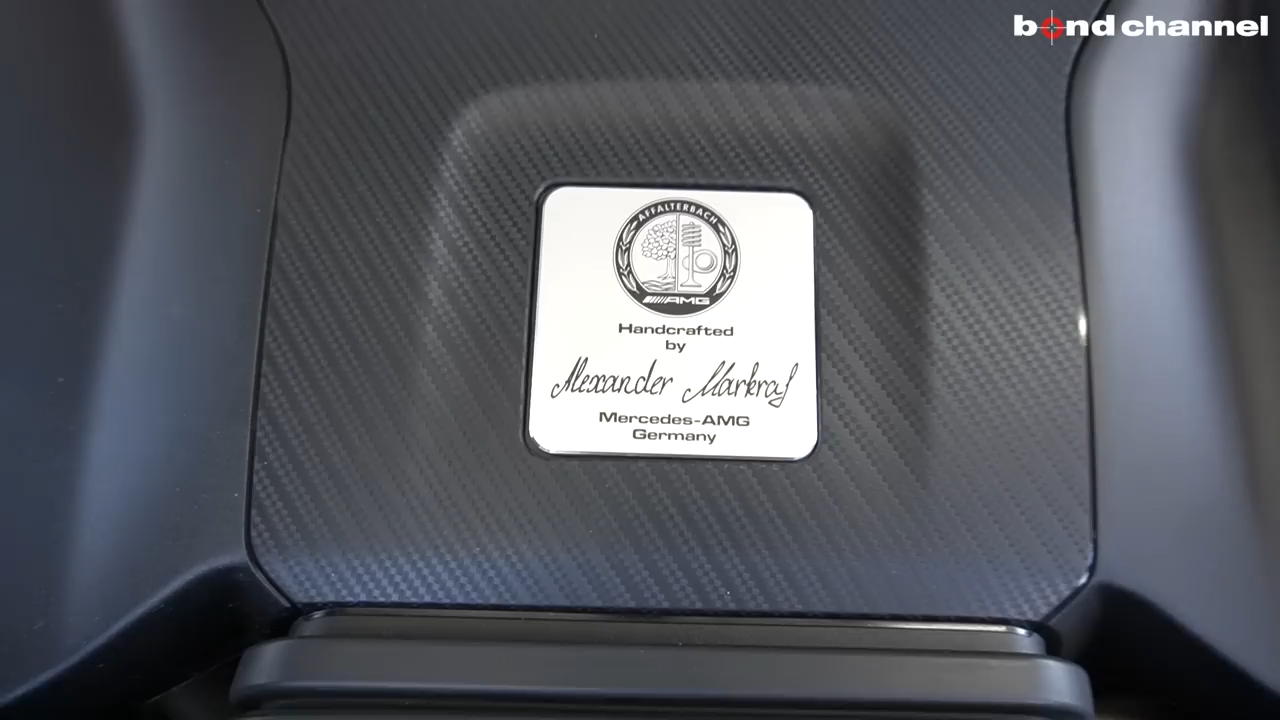 bond channel
AFFALTERBACH
AMG
Handcrafted
by
Alexander Markraf
Mercedes-AMG
Germany